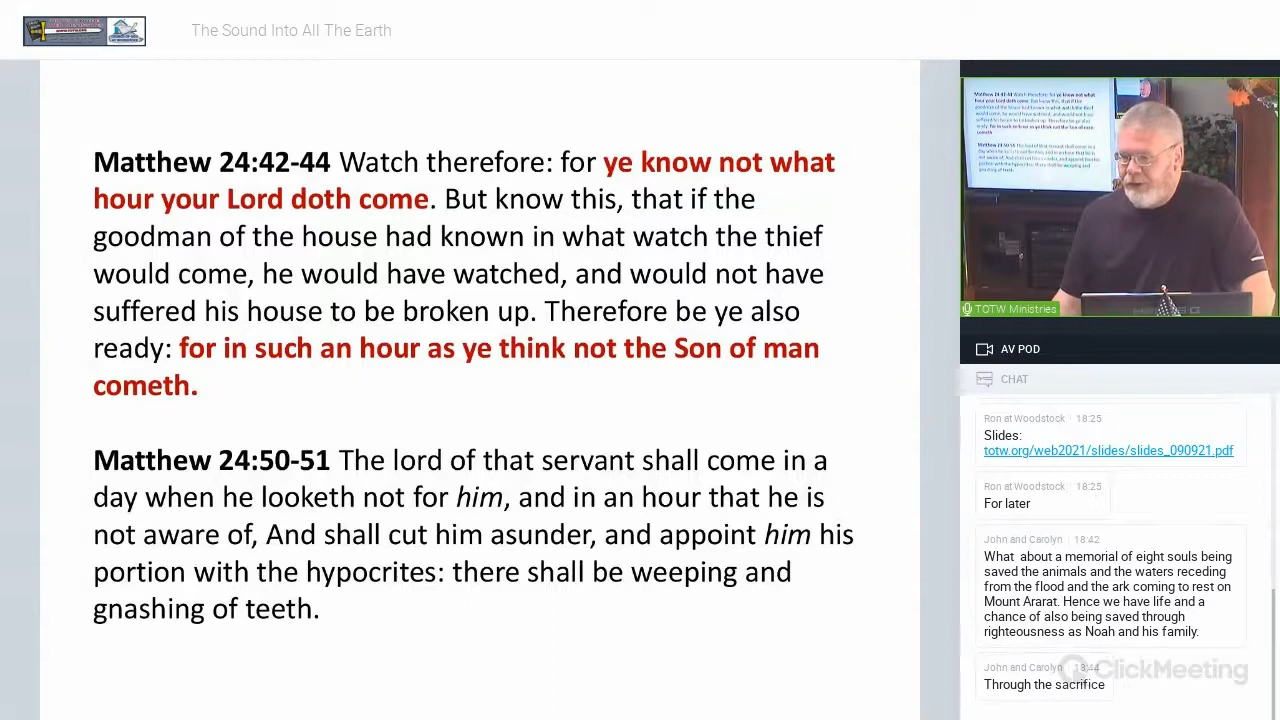 The Sound Into All The Earth
Matthew 24:42-44 Watch therefore: for ye know not what
hour your Lord doth come. But know this, that if the
goodman of the house had known in what watch the thief
would come, he would have watched, and would not have
suffered his house to be broken up. Therefore be ye also
ready: for in such an hour as ye think not the Son of man
cometh.
Matthew 24:50-51 The lord of that servant shall come in a
day when he looketh not for him, and in an hour that he is
not aware of, And shall cut him asunder, and appoint him his
portion with the hypocrites: there shall be weeping and
gnashing of teeth.
TOTW Ministries
AV POD
CHAT
Ron at Woodstock 18:25
Slides:
totw.org/web2021/slides/slides_090921.pdf
Ron at Woodstock 18:25
For later
John and Carolyn 18:42
What about a memorial of eight souls being
saved the animals and the waters receding
from the flood and the ark coming to rest on
Mount Ararat. Hence we have life and a
chance of also being saved through
righteousness as Noah and his family.
John and Carolyn 18:44
Through the sacrifice
ClickMeeting